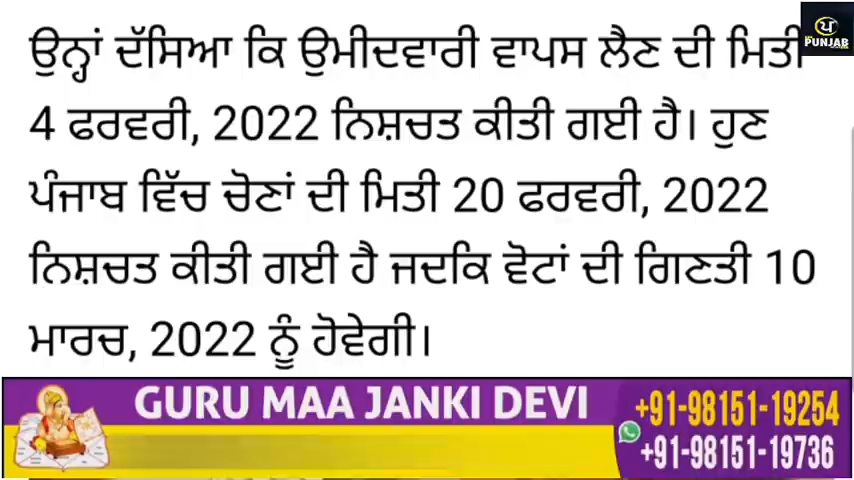 ਪ
PUNJAB
ਉਨ੍ਹਾਂ ਦੱਸਿਆ ਕਿ ਉਮੀਦਵਾਰੀ ਵਾਪਸ ਲੈਣ ਦੀ ਮਿਤੀ
4 ਫਰਵਰੀ, 2022 ਨਿਸ਼ਚਤ ਕੀਤੀ ਗਈ ਹੈ। ਹੁਣ
ਪੰਜਾਬ ਵਿੱਚ ਚੋਣਾਂ ਦੀ ਮਿਤੀ 20 ਫਰਵਰੀ, 2022
ਨਿਸ਼ਚਤ ਕੀਤੀ ਗਈ ਹੈ ਜਦਕਿ ਵੋਟਾਂ ਦੀ ਗਿਣਤੀ 10
ਮਾਰਚ, 2022 ਨੂੰ ਹੋਵੇਗੀ।
GURU MAA JANKI DEVI
+91-98151-19254
+91-98151-19736